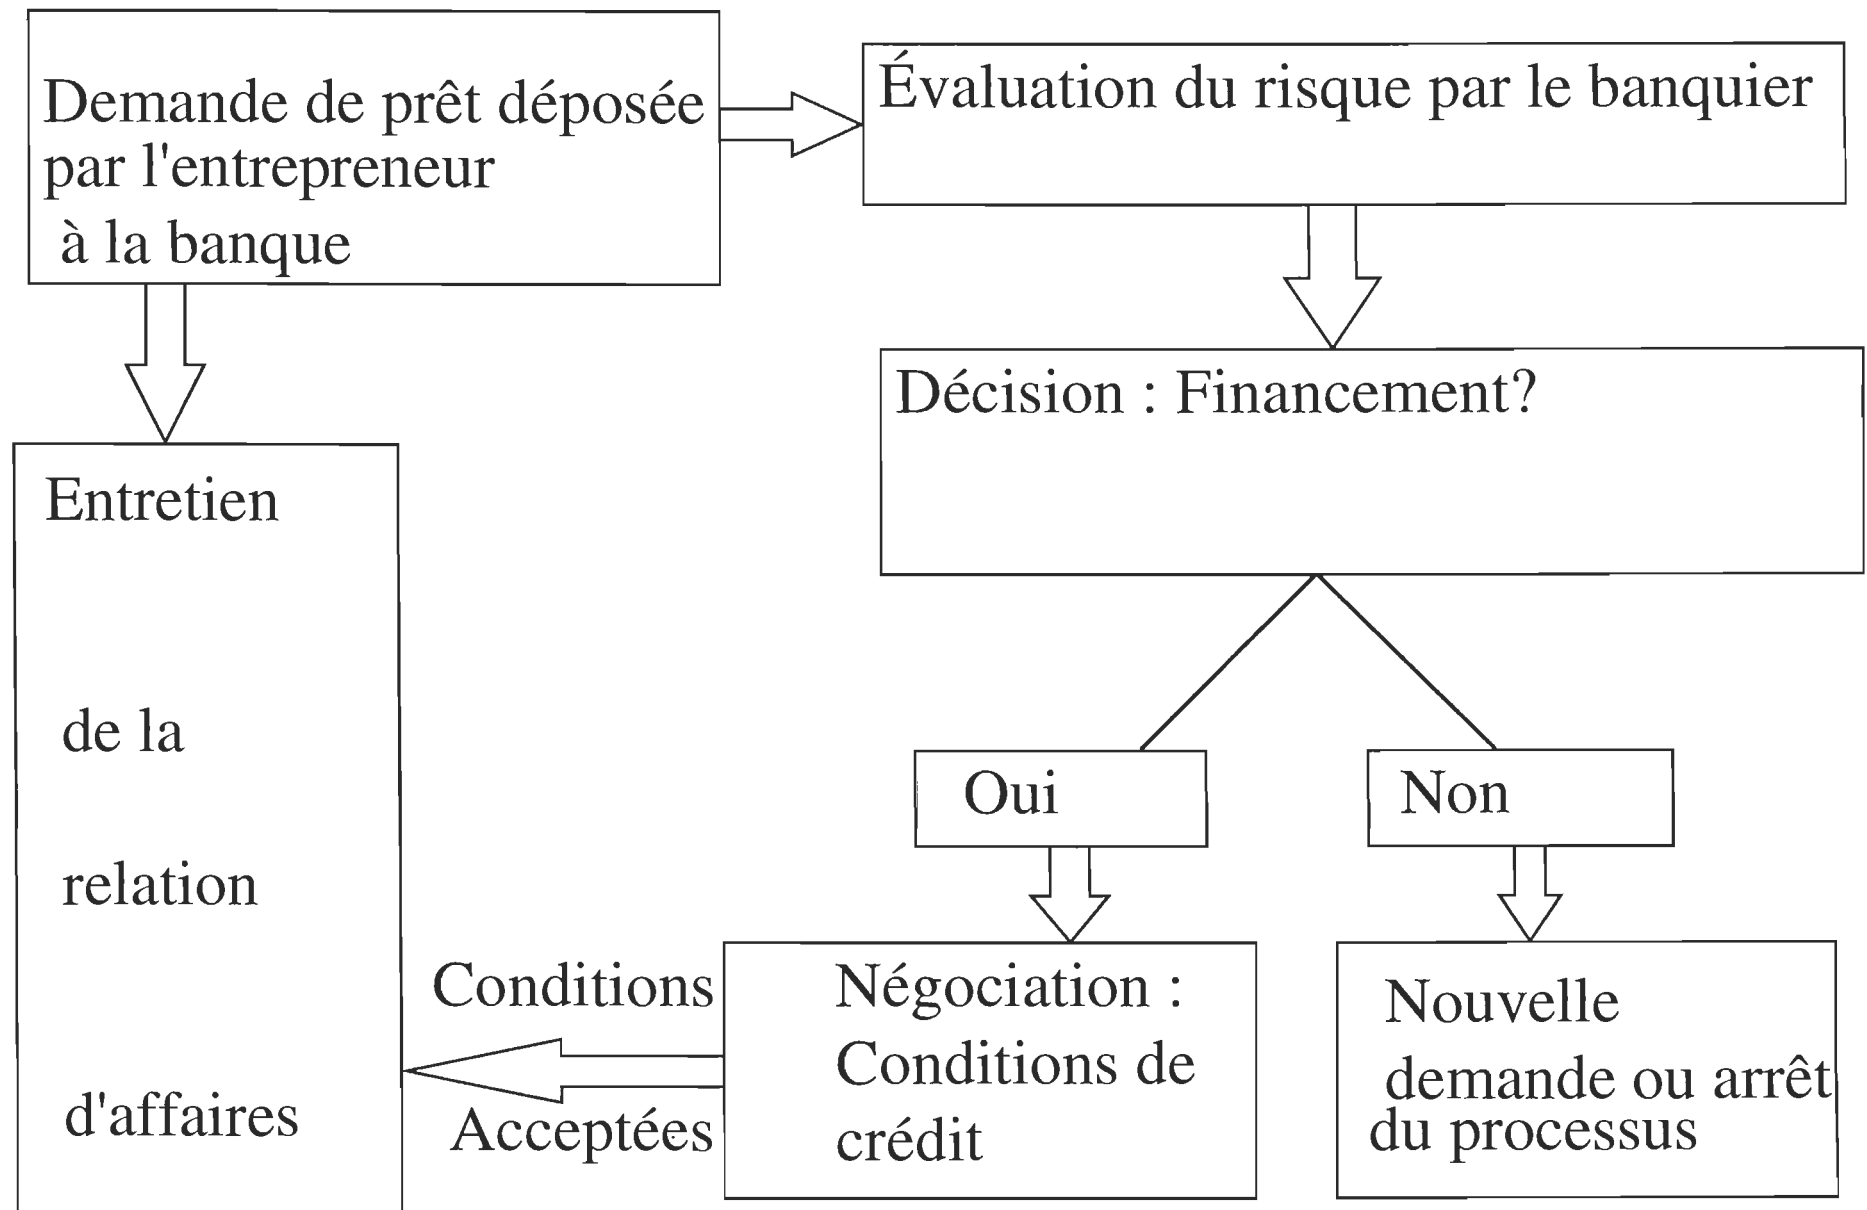 Demande de prêt déposée
par l'entrepreneur
à la banque
Évaluation du risque par le banquier
Décision : Financement?
Entretien
de la
relation
d'affaires
Oui
Non
Conditions
Acceptées
Négociation :
Conditions de
crédit
Nouvelle
demande ou arrêt
du processus